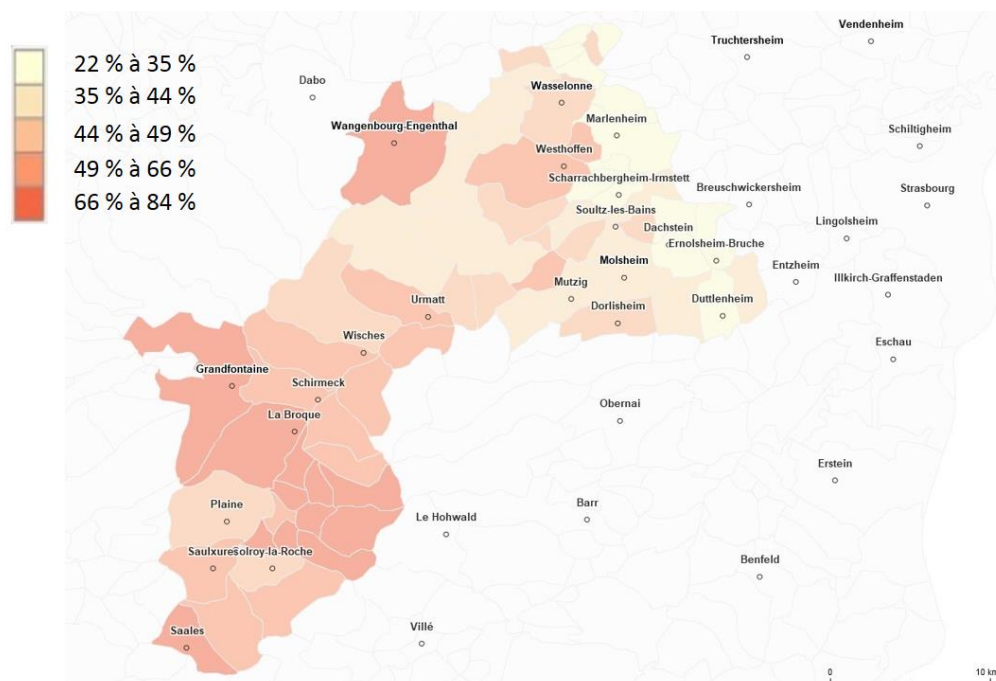 22 % à 35 %
35 % à 44 %
44 % à 49 %
49 % à 66 %
66 % à 84 %
Vendenheim
Truchtersheim
Dabo
Wasselonne
Marlenheim
Wangenbourg-Engenthal
Schiltigheim
Westhoffen
Scharrachbergheim-Irmstett
Breuschwickersheim
Strasbourg
Soultz-les-Bains
Dachstein
Lingolsheim
Ernolsheim-Bruche
Molsheim
Entzheim
Mutzig
Illkirch-Graffenstaden
Urmatt
Dorlisheim
Duttlenheim
Wisches
Eschau
Grandfontaine
Schirmeck
La Broque
Obernai
Erstein
Plaine
Le Hohwald
Barr
Saulxures
Colroy-la-Roche
Benfeld
Saales
Villé
0 10 km